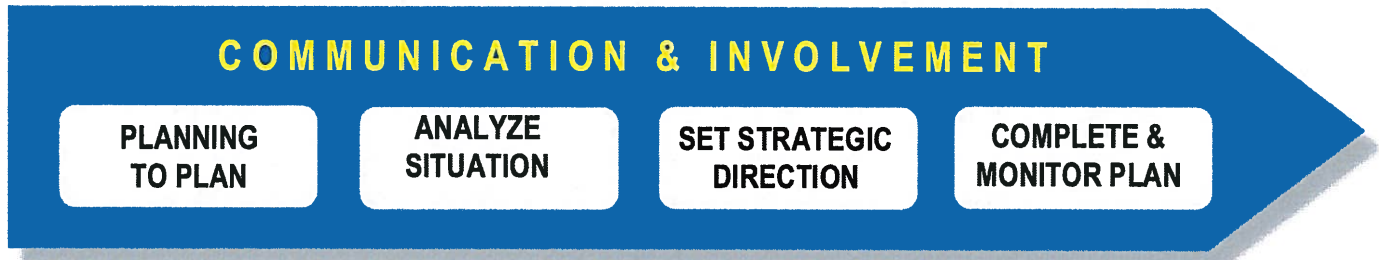 COMMUNICATION & INVOLVEMENT
PLANNING
TO PLAN
ANALYZE
SITUATION
SET STRATEGIC
DIRECTION
COMPLETE &
MONITOR PLAN